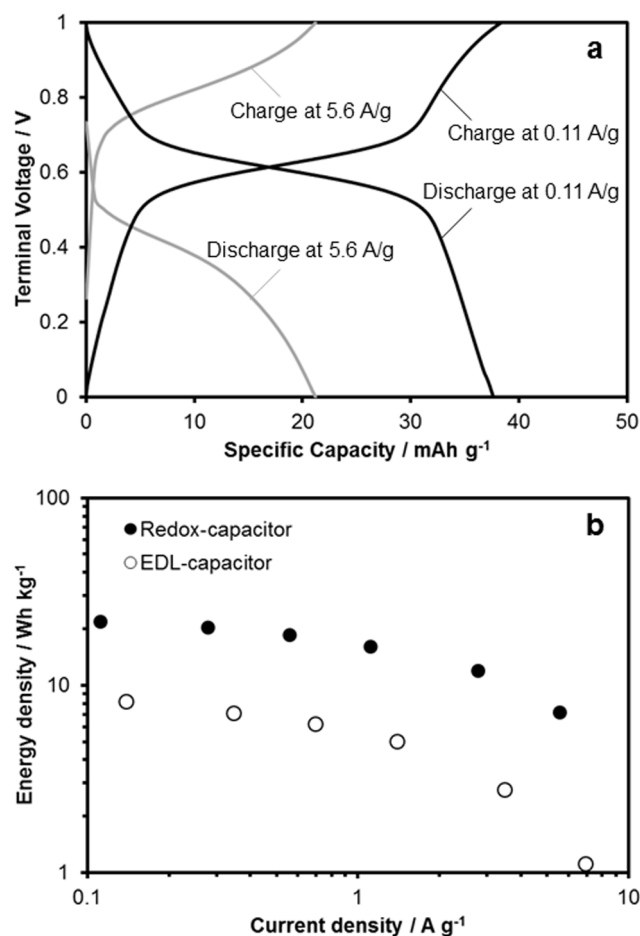 a
Terminal Voltage / V
1
0.8
0.6
0.4
0.2
0
Charge at 5.6 A/g
Charge at 0.11 A/g
Discharge at 0.11 A/g
Discharge at 5.6 A/g
0 10 20 30 40 50
Specific Capacity / mAh g⁻¹
b
Energy density / Wh kg⁻¹
100
10
1
Redox-capacitor
EDL-capacitor
0.1 1 10
Current density / A g⁻¹